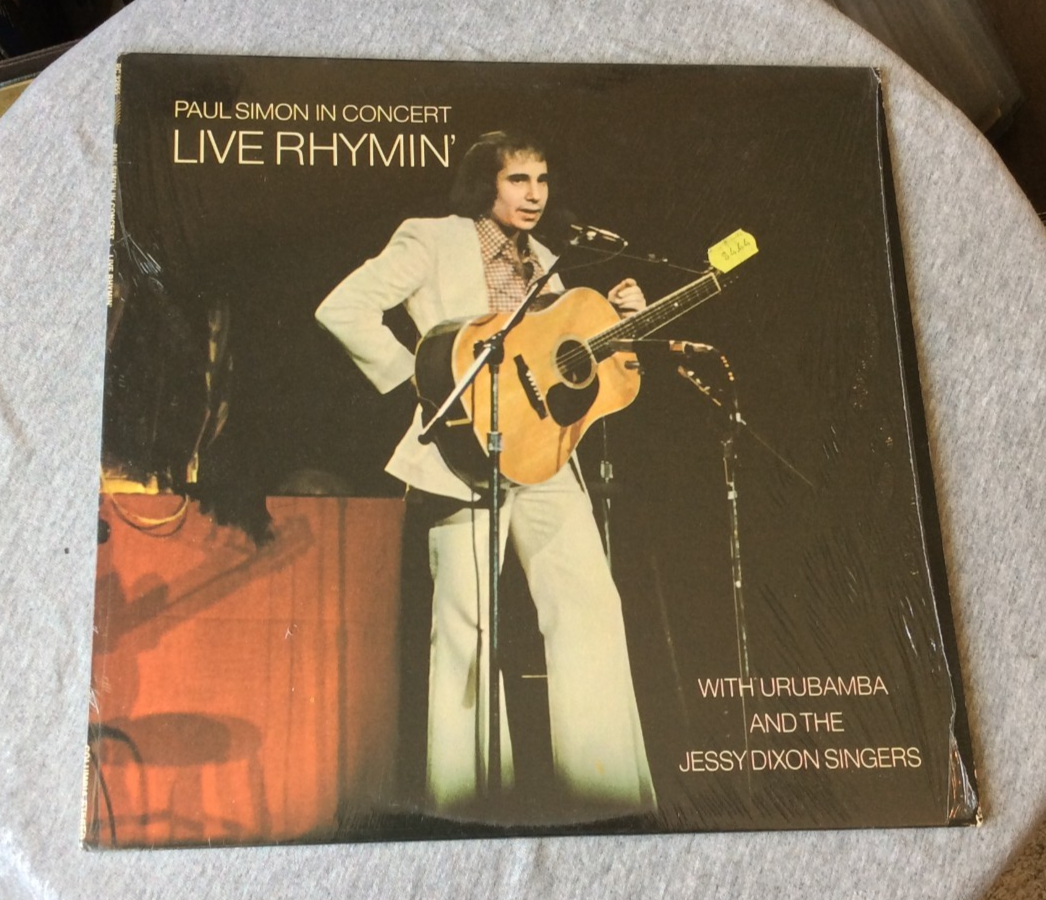 PAUL SIMON IN CONCERT
LIVE RHYMIN'
WITH URUBAMBA
AND THE
JESSY DIXON SINGERS